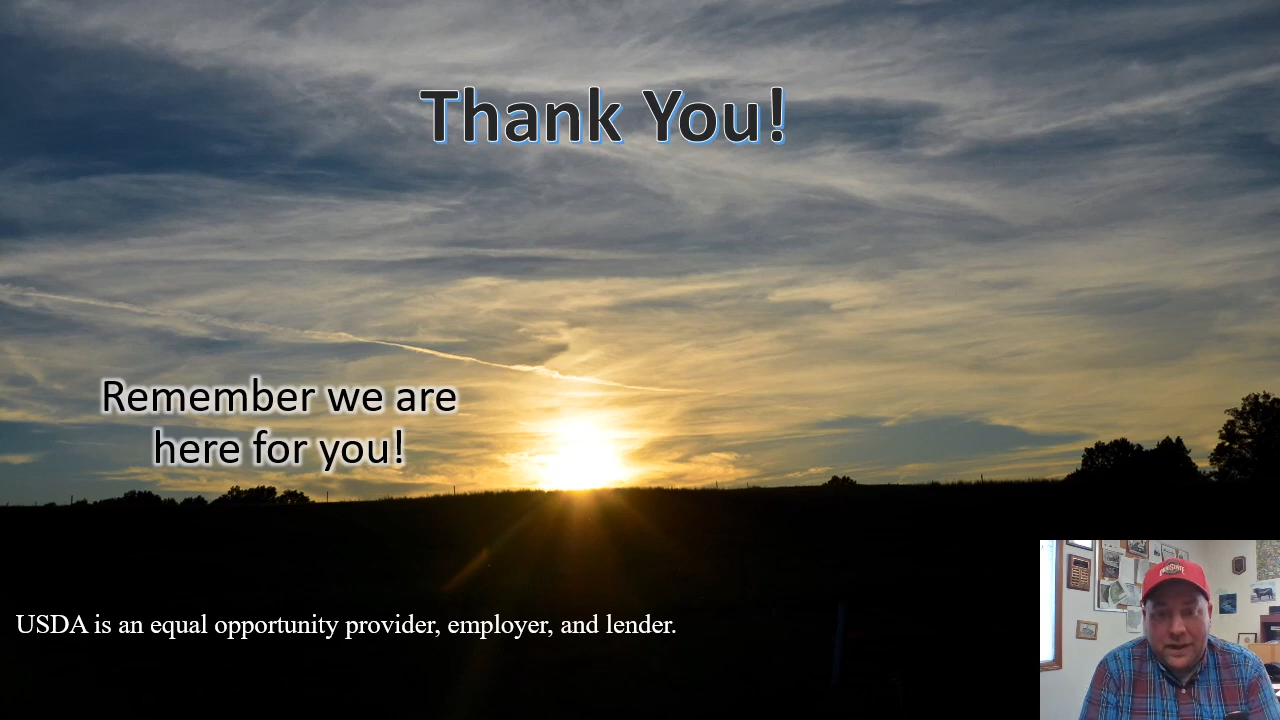 Thank You!
Remember we are
here for you!
USDA is an equal opportunity provider, employer, and lender.